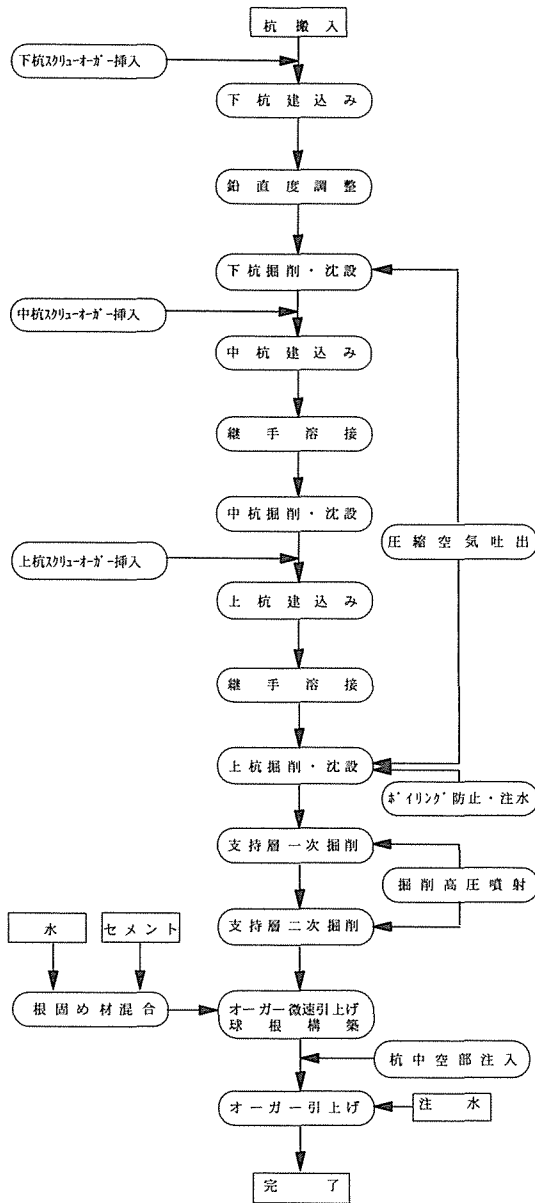 杭搬入
下杭ｽｸﾘｭｰｵｰｶﾞｰ挿入
下杭建込み
鉛直度調整
下杭掘削・沈設
中杭ｽｸﾘｭｰｵｰｶﾞｰ挿入
中杭建込み
継手溶接
中杭掘削・沈設
圧縮空気吐出
上杭ｽｸﾘｭｰｵｰｶﾞｰ挿入
上杭建込み
継手溶接
上杭掘削・沈設
ﾎﾞｲﾘﾝｸﾞ防止・注水
支持層一次掘削
掘削高圧噴射
支持層二次掘削
水
セメント
根固め材混合
オーガー微速引上げ
球根構築
杭中空部注入
オーガー引上げ
注水
完了